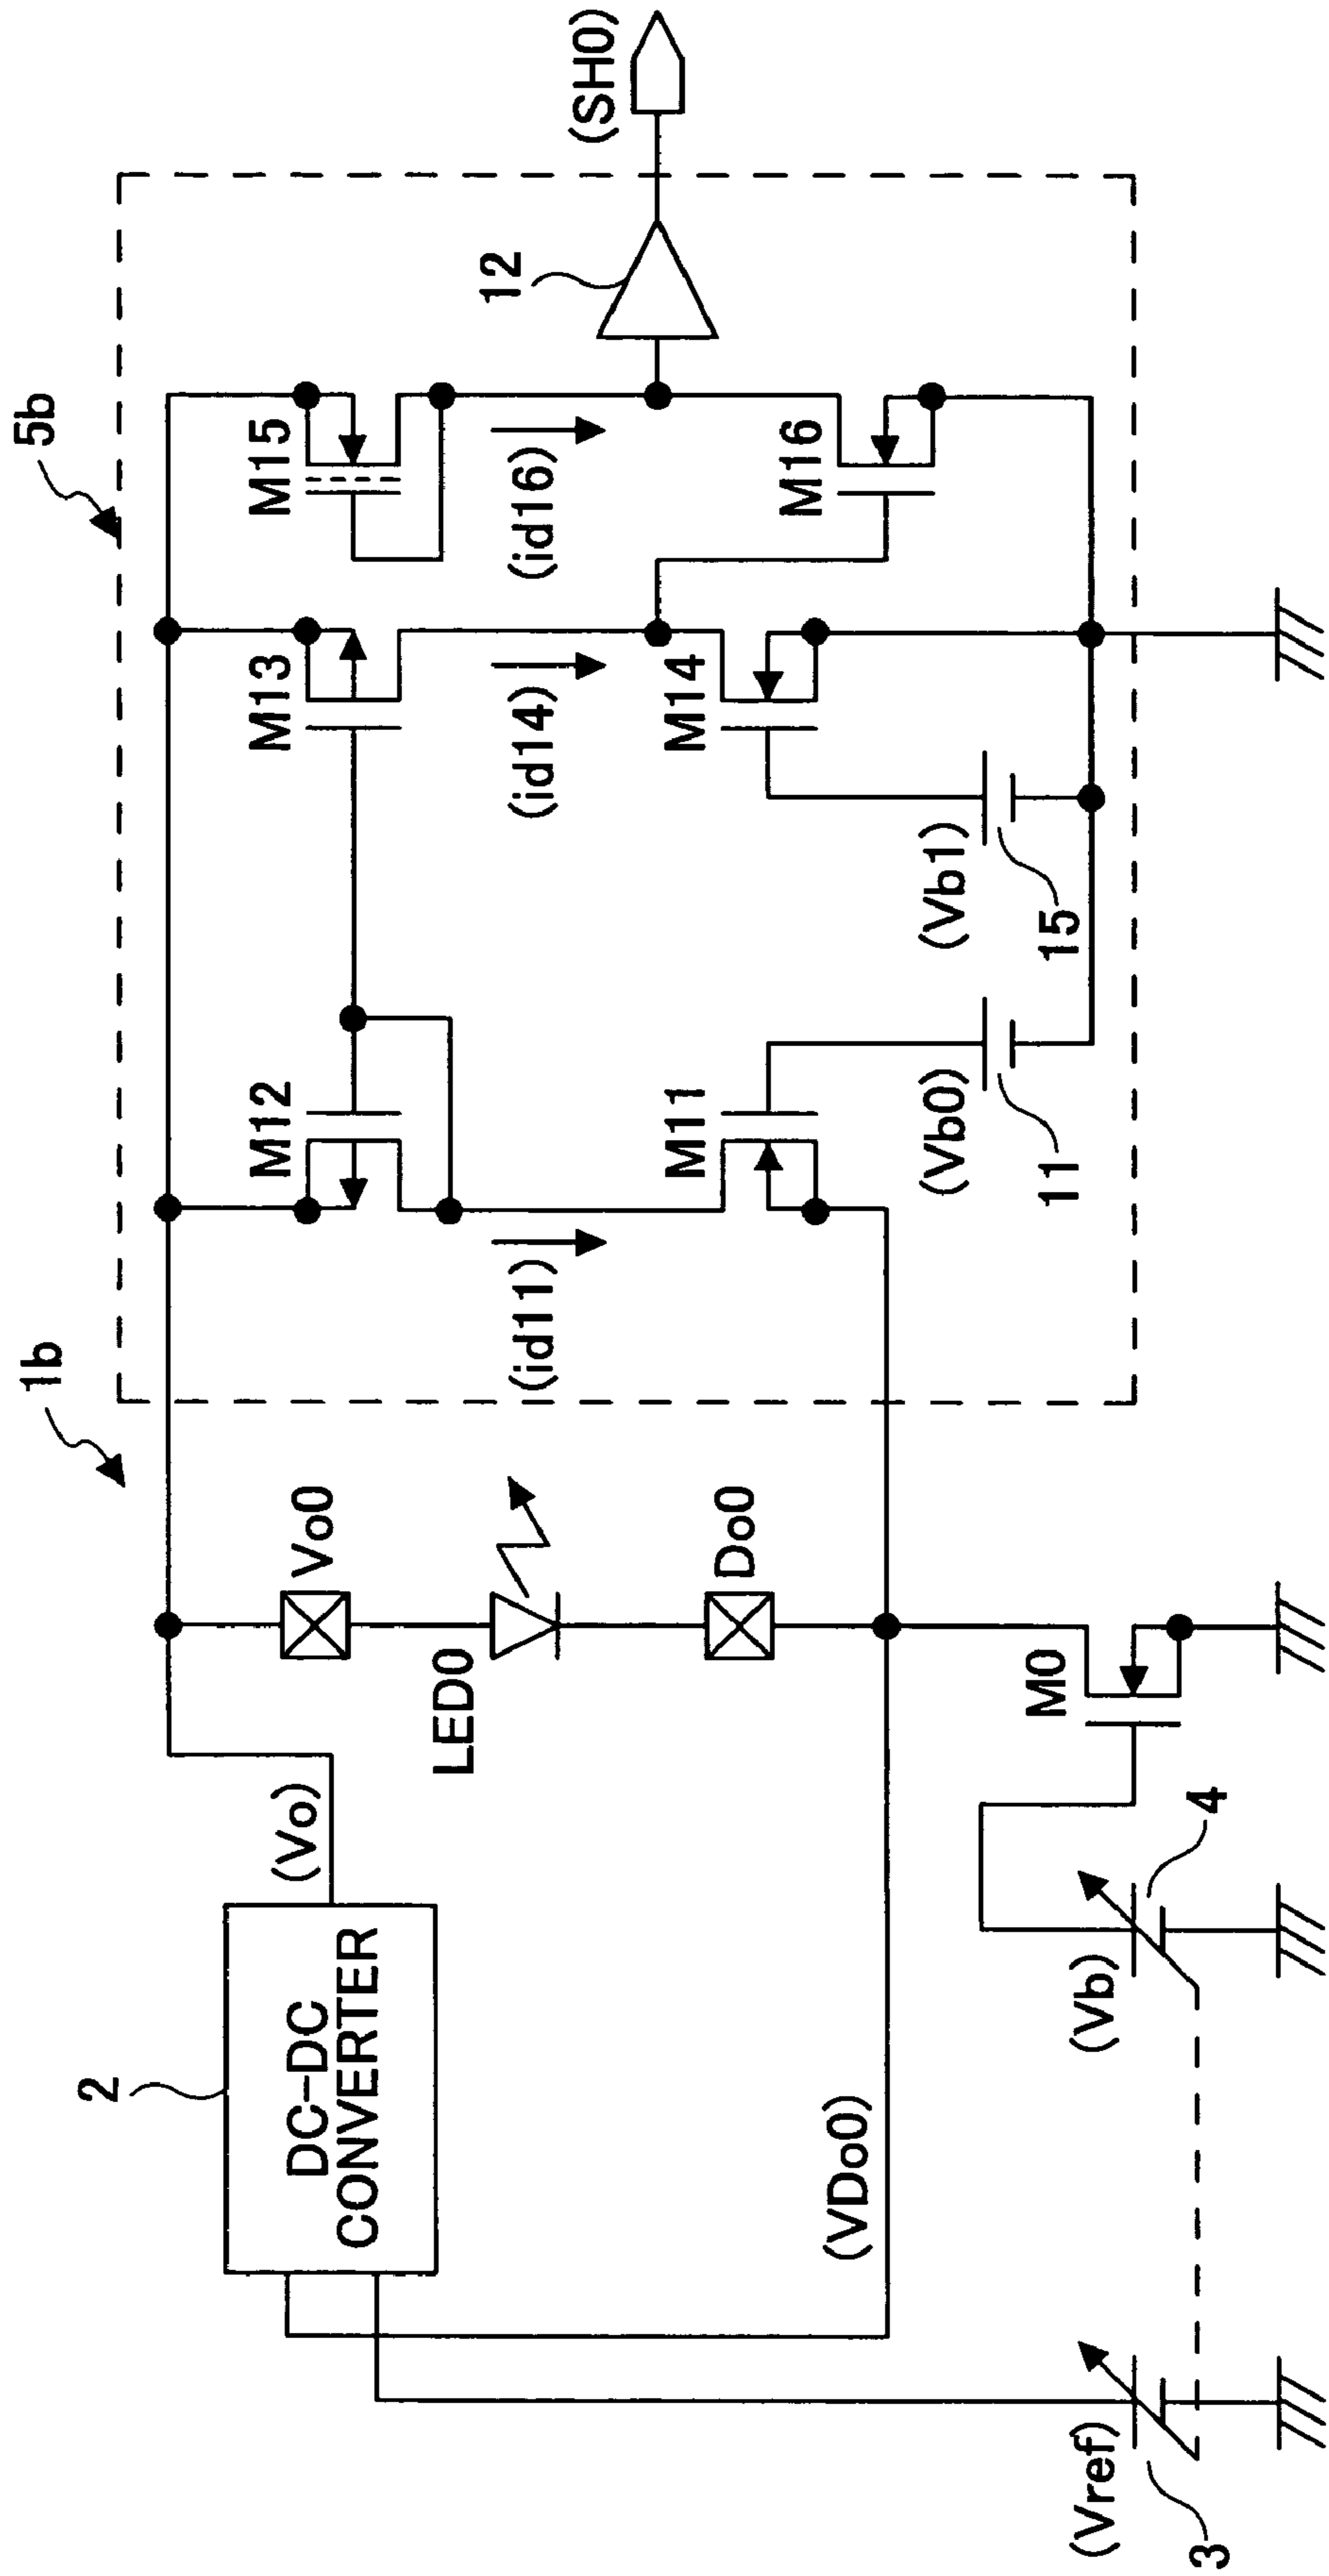 1b
5b
2
DC-DC
CONVERTER
(Vo)
Vo0
LED0
Do0
(VDo0)
M0
(Vref)
3
(Vb)
4
M12
M13
M15
(id11)
(id14)
(id16)
M11
M14
M16
(Vb0)
11
(Vb1)
15
12
(SH0)